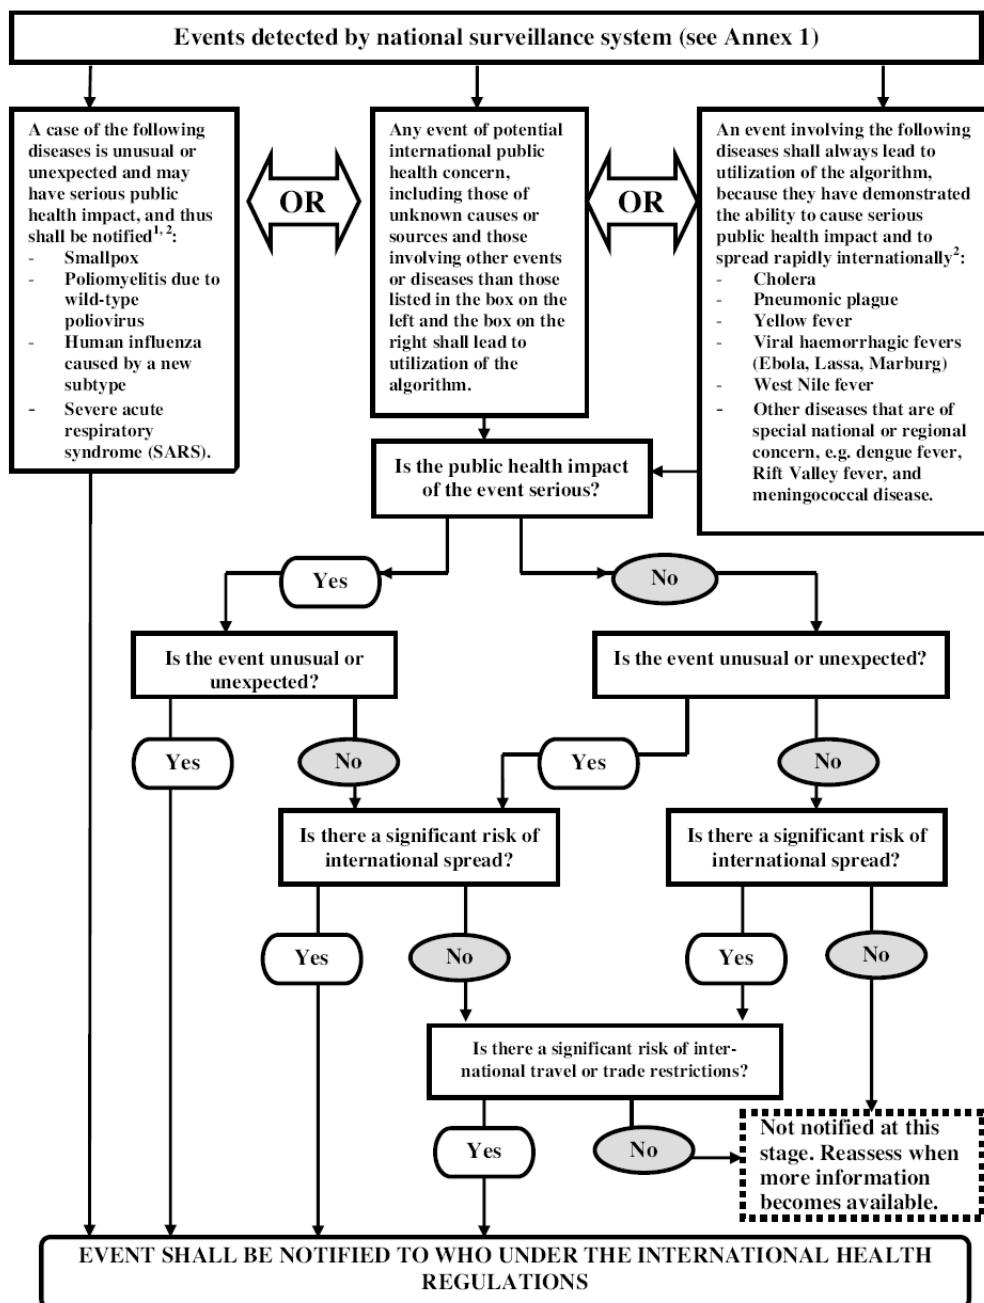 Events detected by national surveillance system (see Annex 1)
A case of the following
diseases is unusual or
unexpected and may
have serious public
health impact, and thus
shall be notified1, 2:
- Smallpox
- Poliomyelitis due to
wild-type
poliovirus
- Human influenza
caused by a new
subtype
- Severe acute
respiratory
syndrome (SARS).
OR
Any event of potential
international public
health concern,
including those of
unknown causes or
sources and those
involving other events
or diseases than those
listed in the box on the
left and the box on the
right shall lead to
utilization of the
algorithm.
OR
An event involving the following
diseases shall always lead to
utilization of the algorithm,
because they have demonstrated
the ability to cause serious
public health impact and to
spread rapidly internationally2:
- Cholera
- Pneumonic plague
- Yellow fever
- Viral haemorrhagic fevers
(Ebola, Lassa, Marburg)
- West Nile fever
- Other diseases that are of
special national or regional
concern, e.g. dengue fever,
Rift Valley fever, and
meningococcal disease.
Is the public health impact
of the event serious?
Yes
No
Is the event unusual or
unexpected?
Is the event unusual or unexpected?
Yes
No
Yes
No
Is there a significant risk of
international spread?
Is there a significant risk of
international spread?
Yes
No
Yes
No
Is there a significant risk of inter-
national travel or trade restrictions?
Yes
No
Not notified at this
stage. Reassess when
more information
becomes available.
EVENT SHALL BE NOTIFIED TO WHO UNDER THE INTERNATIONAL HEALTH
REGULATIONS